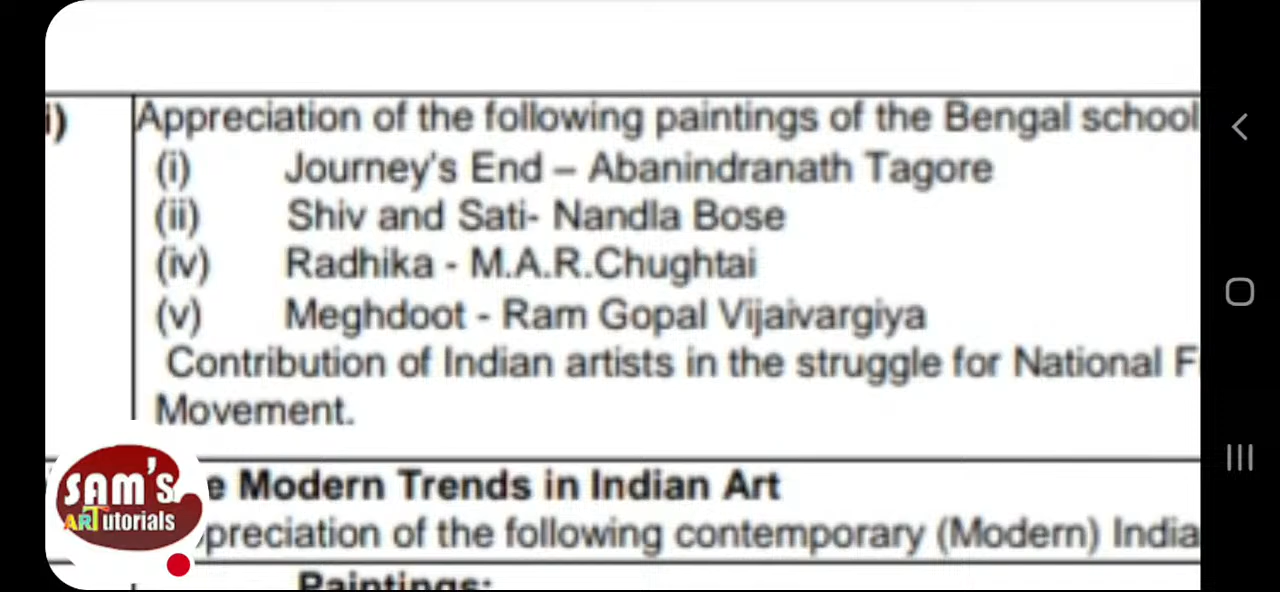 i)
Appreciation of the following paintings of the Bengal school
(i) Journey's End – Abanindranath Tagore
(ii) Shiv and Sati- Nandla Bose
(iv) Radhika - M.A.R.Chughtai
(v) Meghdoot - Ram Gopal Vijaivargiya
Contribution of Indian artists in the struggle for National F
Movement.
e Modern Trends in Indian Art
preciation of the following contemporary (Modern) India
Paintings:
SAM'S
ARTutorials